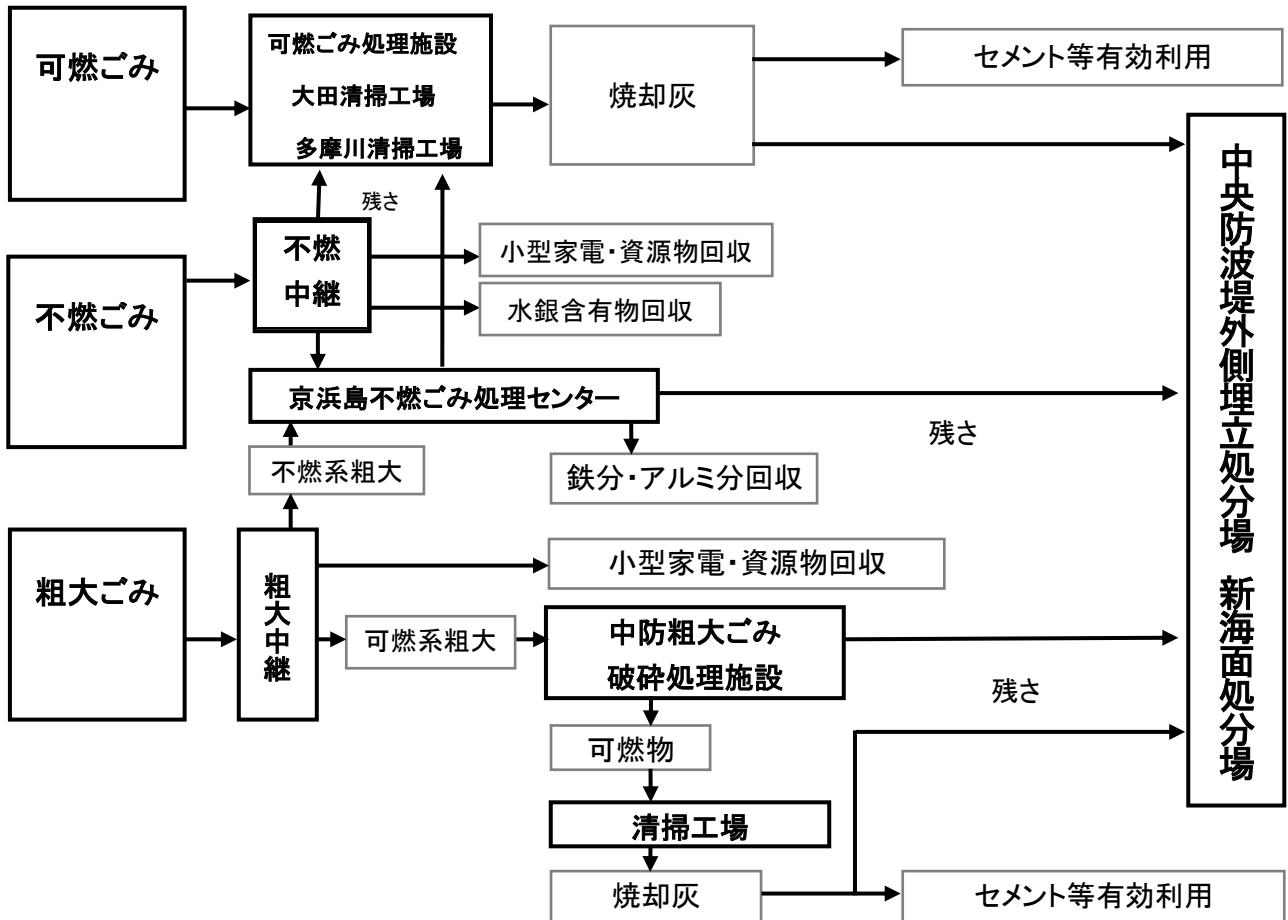 可燃ごみ
可燃ごみ処理施設
大田清掃工場
多摩川清掃工場
焼却灰
セメント等有効利用
残さ
不燃ごみ
不燃
中継
小型家電・資源物回収
水銀含有物回収
京浜島不燃ごみ処理センター
残さ
不燃系粗大
鉄分・アルミ分回収
粗大ごみ
粗大中継
小型家電・資源物回収
可燃系粗大
中防粗大ごみ
破砕処理施設
残さ
可燃物
清掃工場
焼却灰
セメント等有効利用
中央防波堤外側埋立処分場 新海面処分場